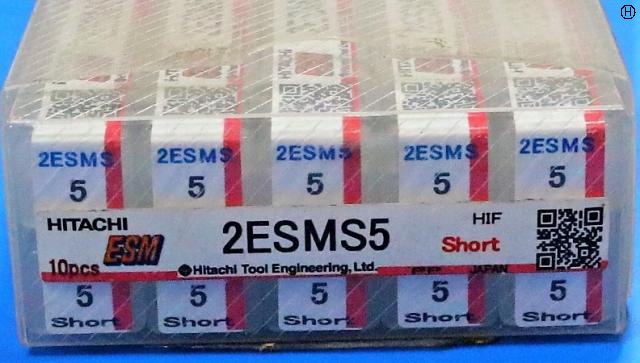 H
2ESMS 2ESMS 2ESMS 2ESMS 2ESMS
5 5 5 5 5
HITACHI ESM 2ESMS5 HIF
Short
10pcs Hitachi Tool Engineering, Ltd. JAPAN
5 5 5 5 5
Short Short Short Short Short